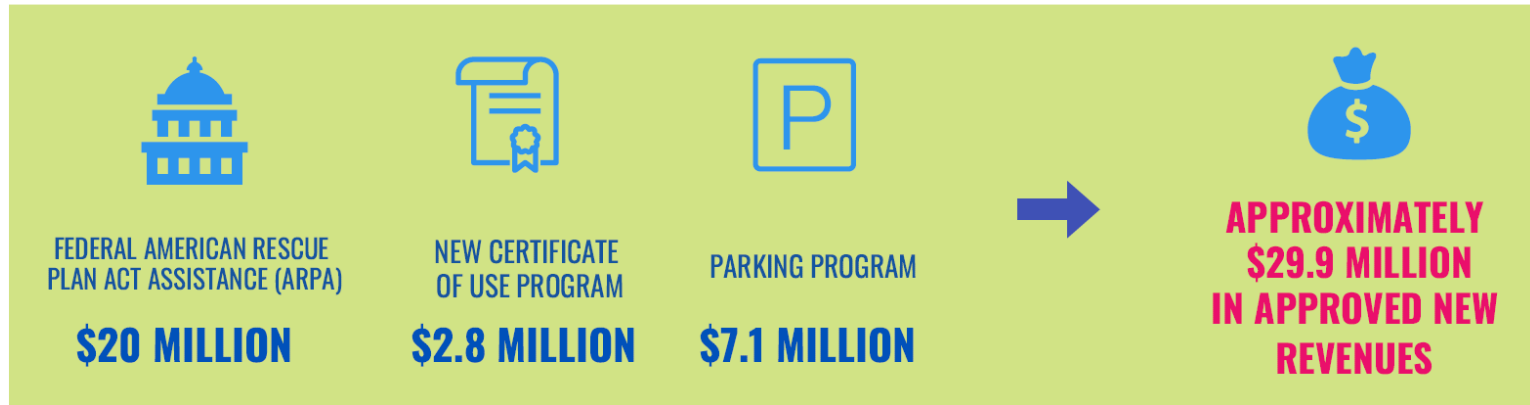 P
$
FEDERAL AMERICAN RESCUE
PLAN ACT ASSISTANCE (ARPA)
$20 MILLION
NEW CERTIFICATE
OF USE PROGRAM
$2.8 MILLION
PARKING PROGRAM
$7.1 MILLION
APPROXIMATELY
$29.9 MILLION
IN APPROVED NEW
REVENUES